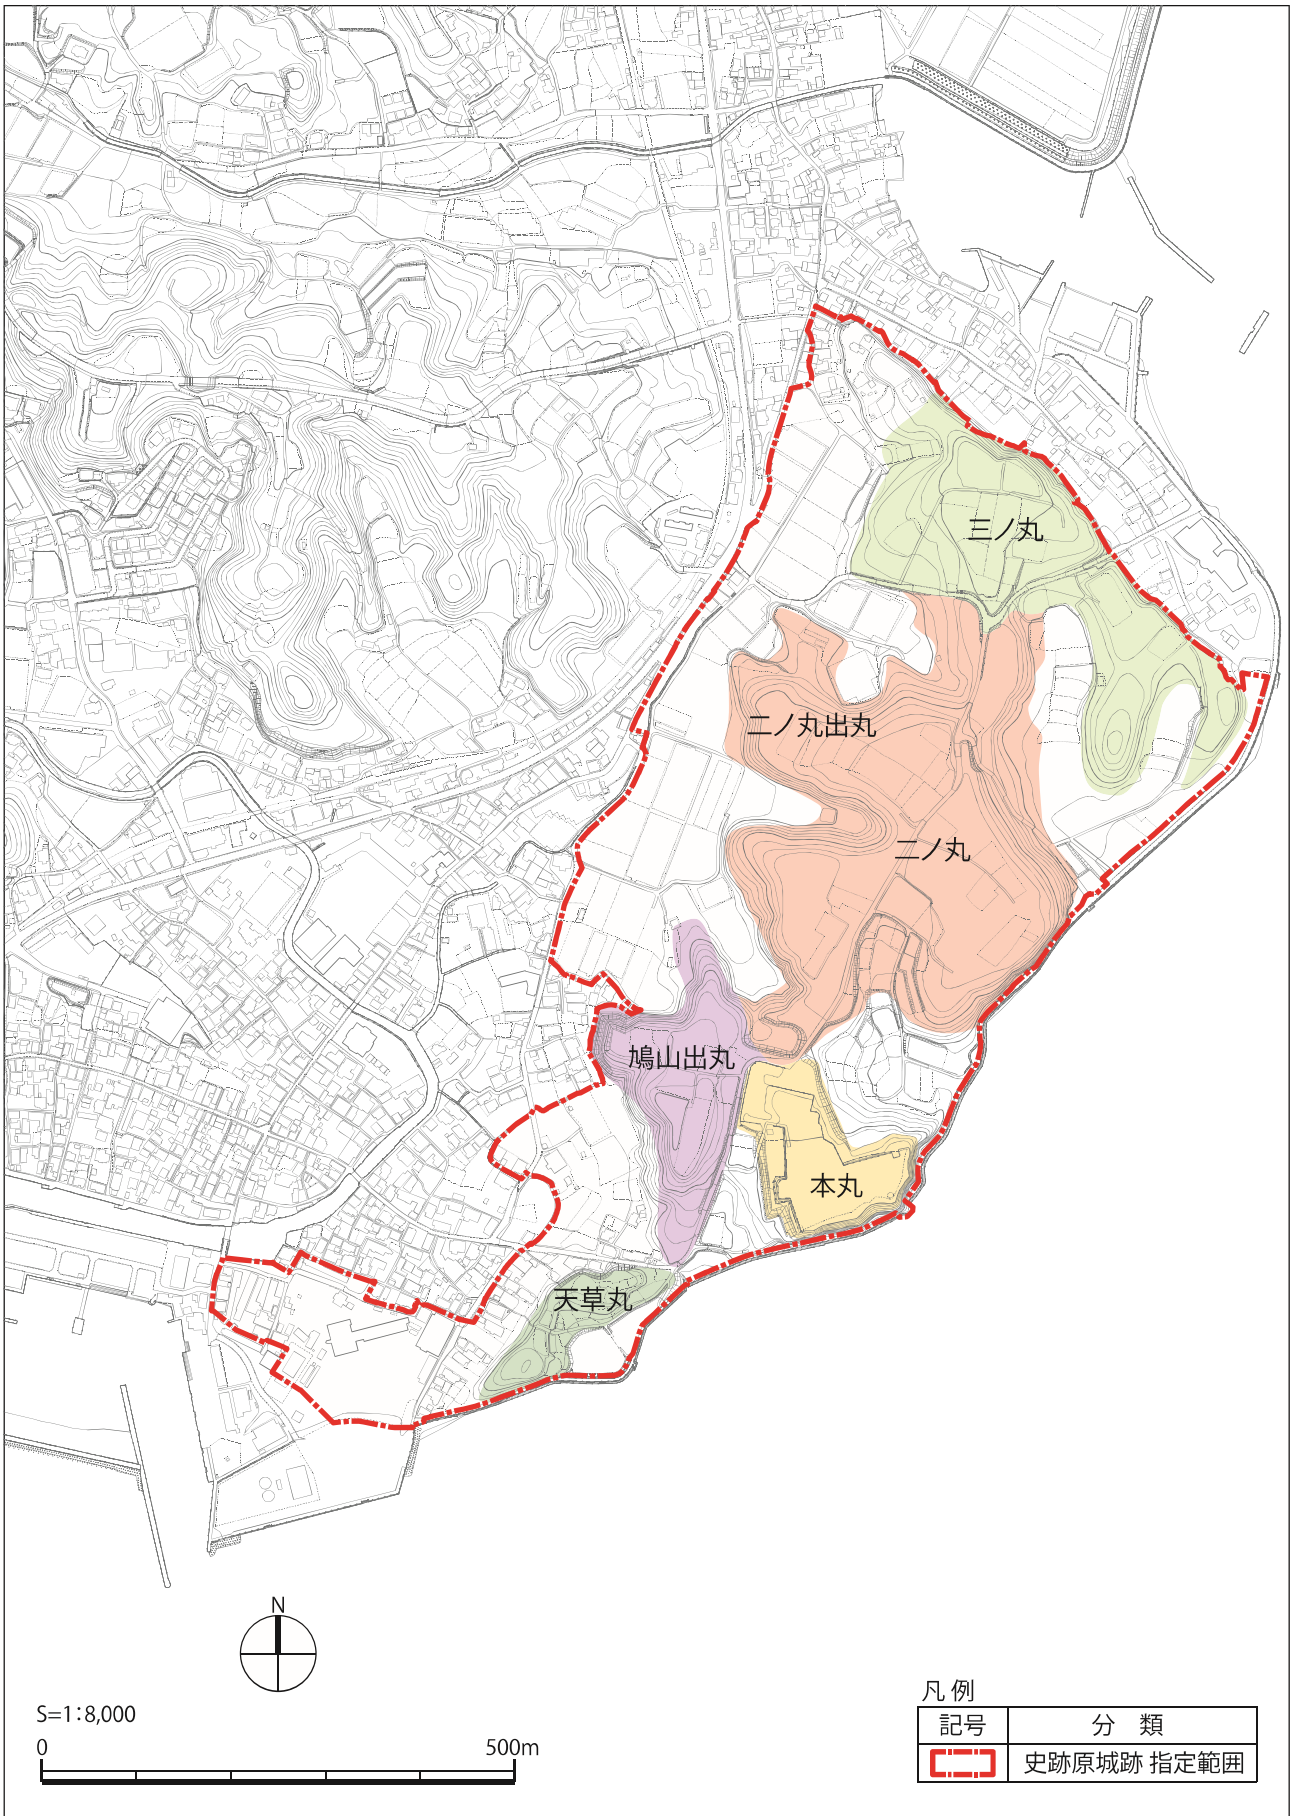 三ノ丸
二ノ丸出丸
二ノ丸
鳩山出丸
本丸
天草丸
N
S=1:8,000
0 500m
凡 例
記号 分 類
史跡原城跡 指定範囲